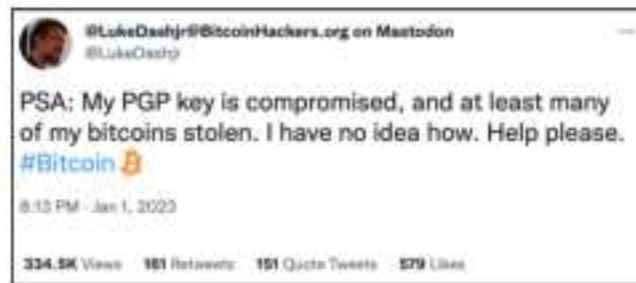 @LukeDashjr@BitcoinHackers.org on Mastodon
@LukeDashjr
PSA: My PGP key is compromised, and at least many
of my bitcoins stolen. I have no idea how. Help please.
#Bitcoin
8:13 PM · Jan 1, 2023
334.5K Views 161 Retweets 151 Quote Tweets 579 Likes